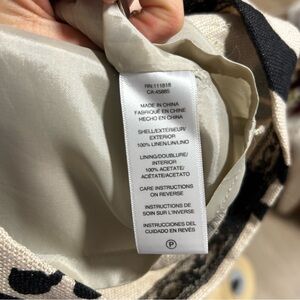 RN 111818
CA 45885
MADE IN CHINA
FABRIQUÉ EN CHINE
HECHO EN CHINA
SHELL/EXTERIEUR/
EXTERIOR
100% LINEN/LIN/LINO
LINING/DOUBLURE/
INTERIOR
100% ACETATE/
ACÉTATE/ACETATO
CARE INSTRUCTIONS
ON REVERSE
INSTRUCTIONS DE
SOIN SUR L'INVERSE
INSTRUCCIONES DEL
CUIDADO EN REVÉS
P